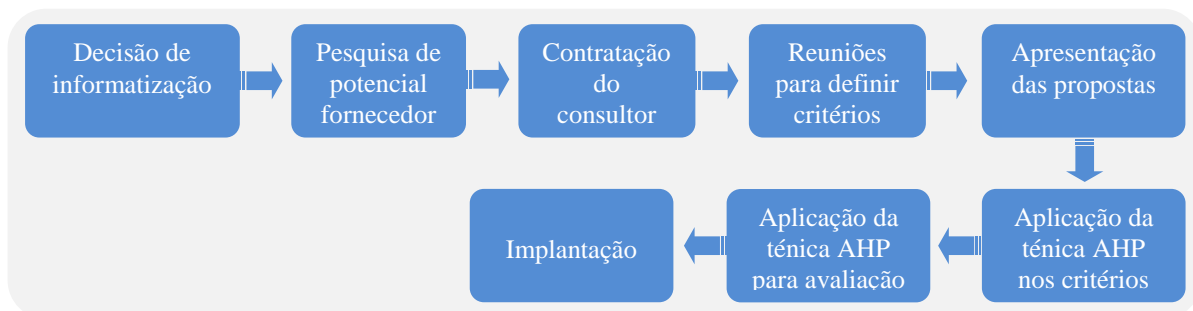 Decisão de
informatização
Pesquisa de
potencial
fornecedor
Contratação
do
consultor
Reuniões
para definir
critérios
Apresentação
das propostas
Aplicação da
ténica AHP
nos critérios
Aplicação da
ténica AHP
para avaliação
Implantação